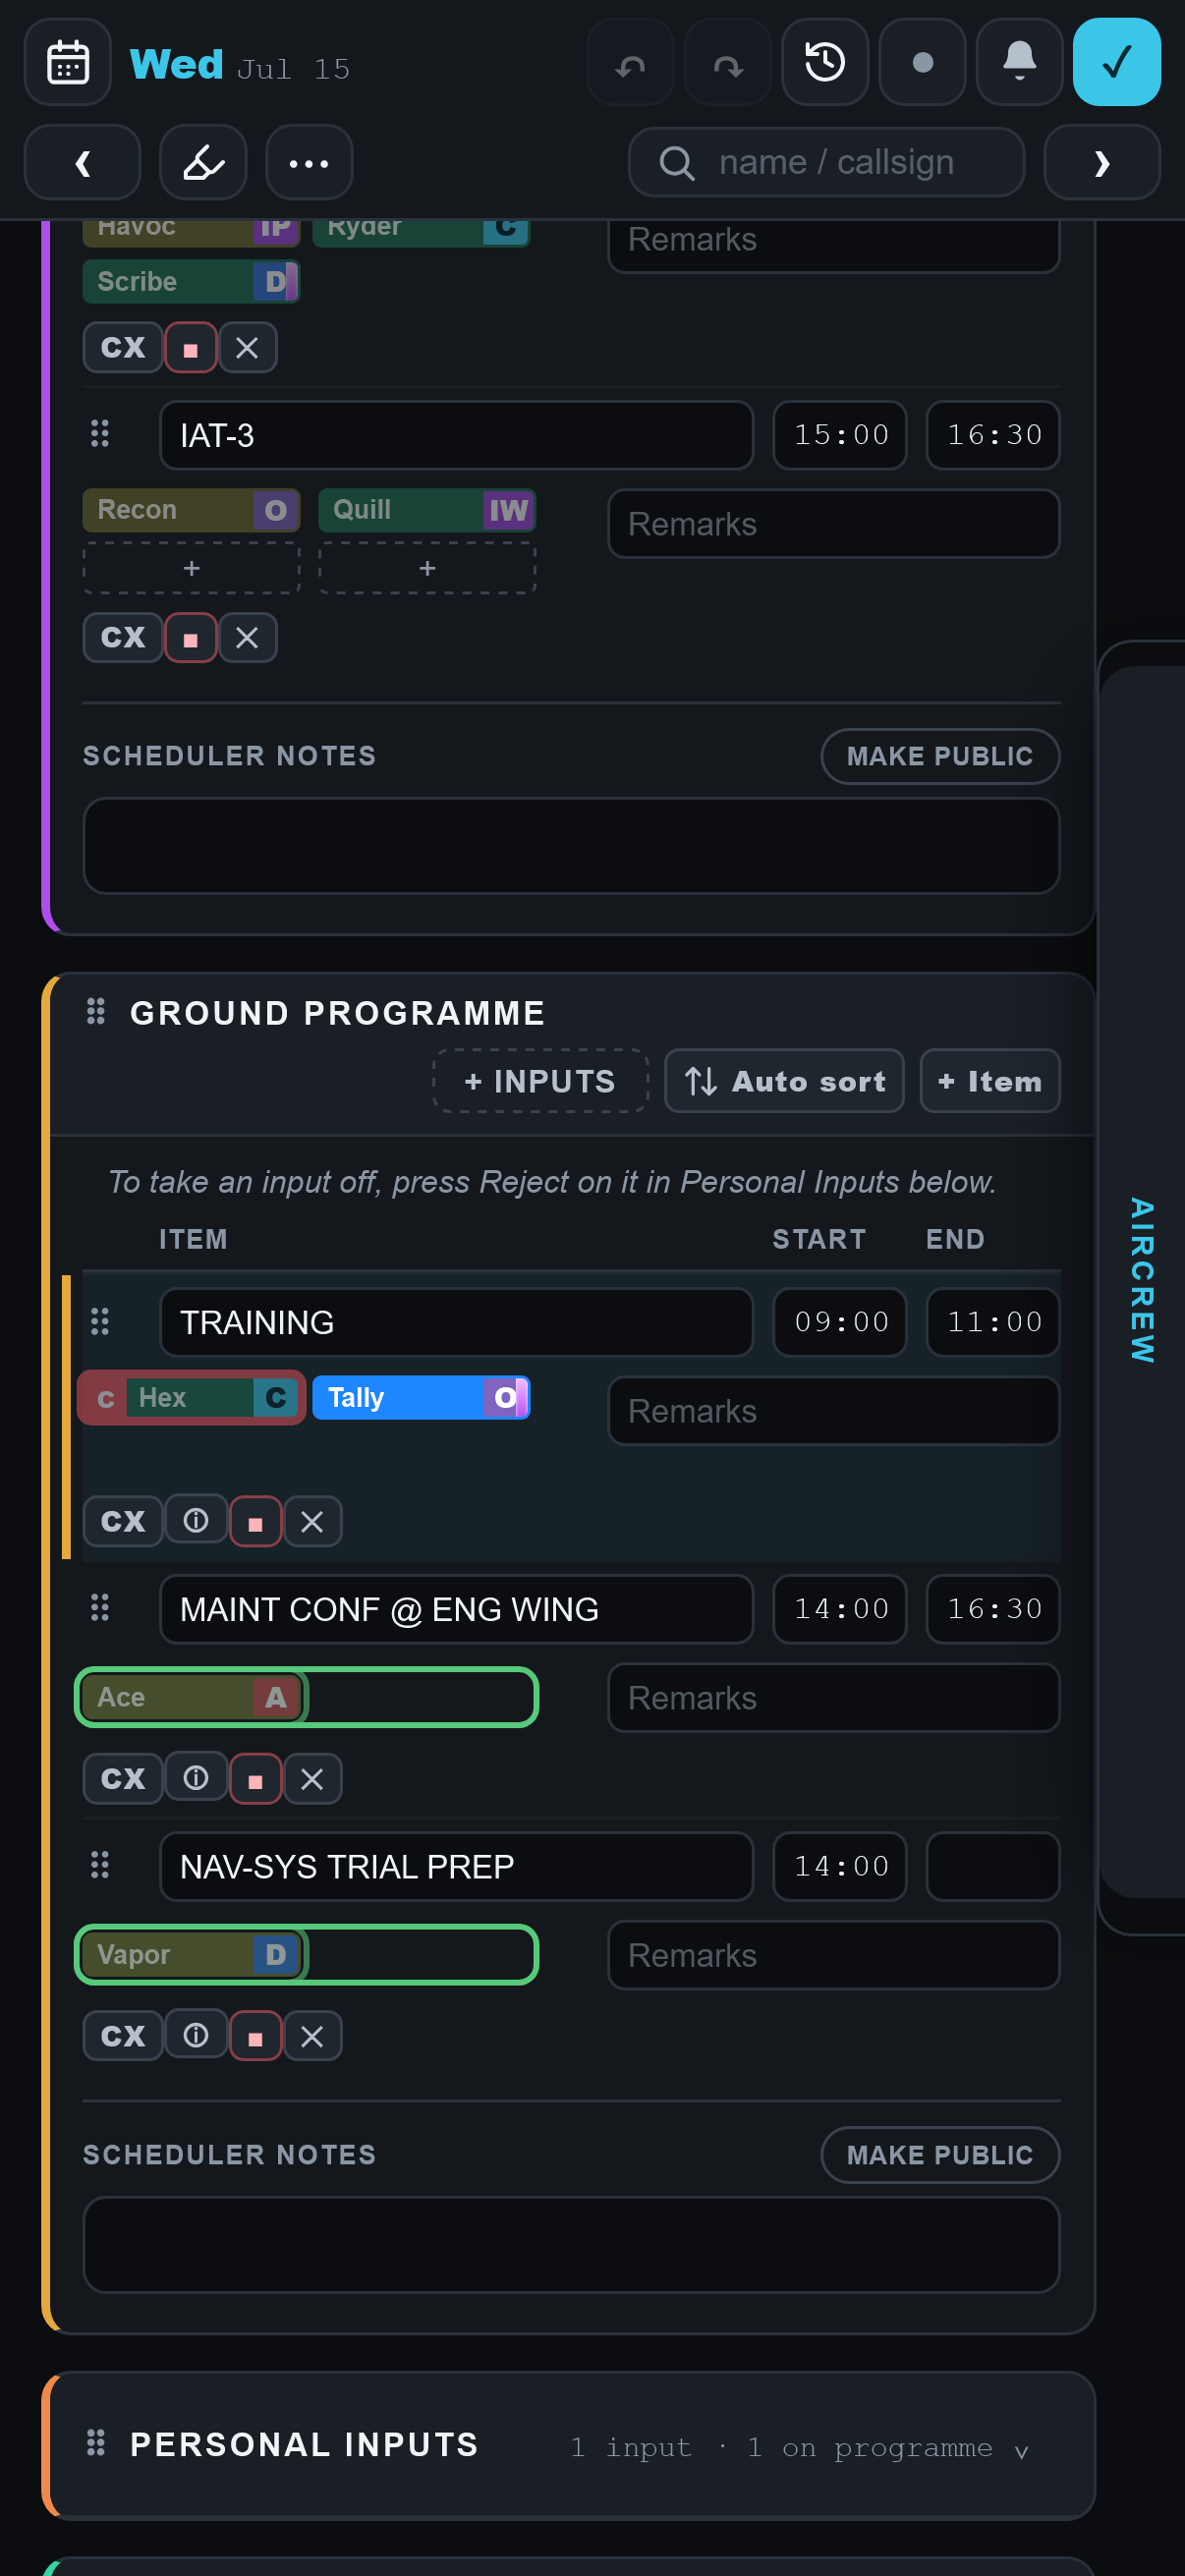 Wed Jul 15
name / callsign
Havoc IP Ryder C
Remarks
Scribe D
CX
IAT-3 15:00 16:30
Recon O Quill IW
Remarks
+ +
CX
SCHEDULER NOTES MAKE PUBLIC
GROUND PROGRAMME
+ INPUTS Auto sort + Item
To take an input off, press Reject on it in Personal Inputs below.
ITEM START END
TRAINING 09:00 11:00
C Hex C Tally O
Remarks
CX
MAINT CONF @ ENG WING 14:00 16:30
Ace A
Remarks
CX
NAV-SYS TRIAL PREP 14:00
Vapor D
Remarks
CX
SCHEDULER NOTES MAKE PUBLIC
PERSONAL INPUTS 1 input · 1 on programme
AIRCREW